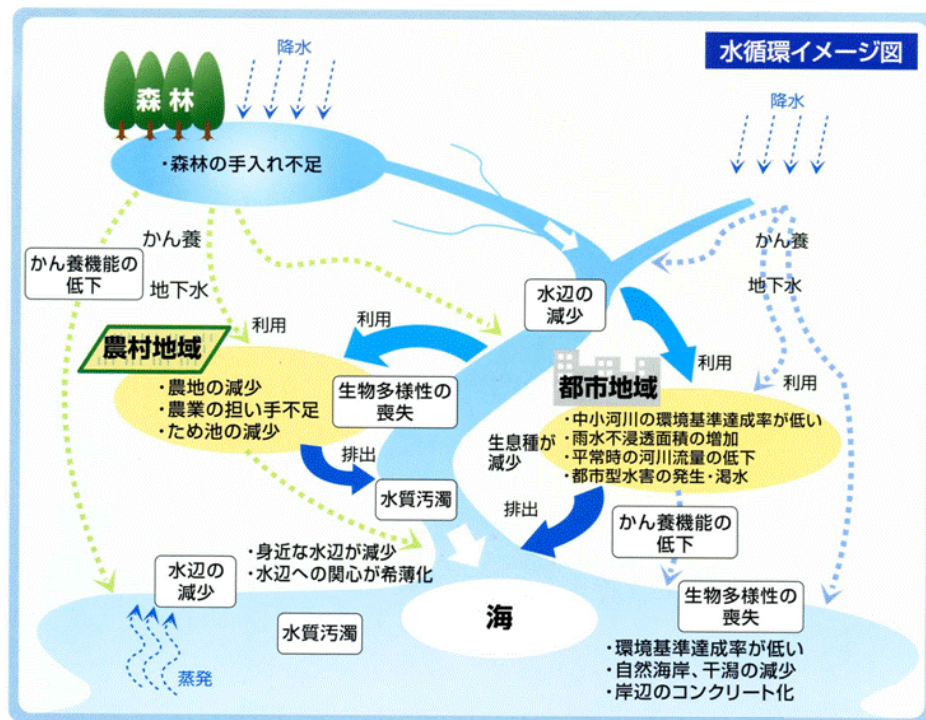 水循環イメージ図
降水
降水
森林
・森林の手入れ不足
かん養
かん養機能の
低下
地下水
かん養
地下水
水辺の
減少
利用
利用
利用
利用
農村地域
・農地の減少
・農業の担い手不足
・ため池の減少
生物多様性の
喪失
都市地域
・中小河川の環境基準達成率が低い
・雨水不浸透面積の増加
・平常時の河川流量の低下
・都市型水害の発生・渇水
生息種が
減少
排出
水質汚濁
排出
かん養機能の
低下
・身近な水辺が減少
・水辺への関心が希薄化
水辺の
減少
水質汚濁
海
生物多様性の
喪失
・環境基準達成率が低い
・自然海岸、干潟の減少
・岸辺のコンクリート化
蒸発